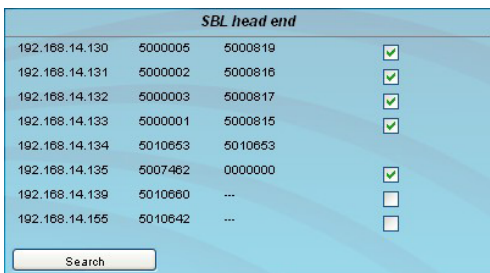 SBL head end
192.168.14.130 5000005 5000819
192.168.14.131 5000002 5000816
192.168.14.132 5000003 5000817
192.168.14.133 5000001 5000815
192.168.14.134 5010653 5010653
192.168.14.135 5007462 0000000
192.168.14.139 5010660 ---
192.168.14.155 5010642 ---
Search